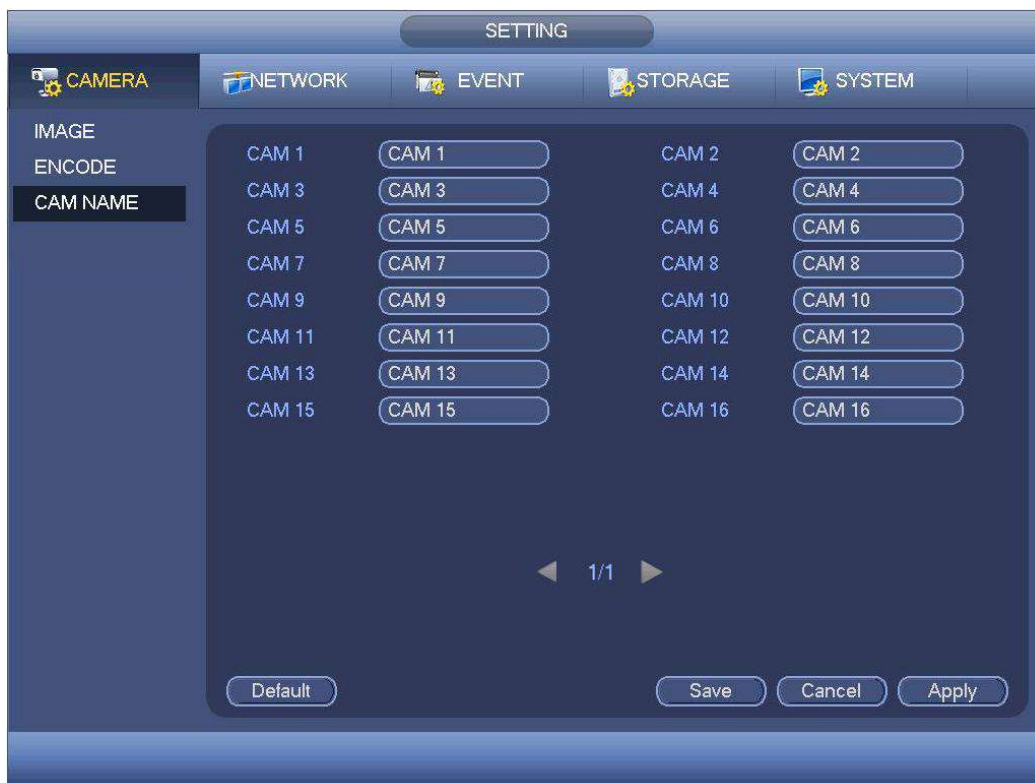 SETTING
CAMERA NETWORK EVENT STORAGE SYSTEM
IMAGE
ENCODE
CAM NAME
CAM 1 CAM 1 CAM 2 CAM 2
CAM 3 CAM 3 CAM 4 CAM 4
CAM 5 CAM 5 CAM 6 CAM 6
CAM 7 CAM 7 CAM 8 CAM 8
CAM 9 CAM 9 CAM 10 CAM 10
CAM 11 CAM 11 CAM 12 CAM 12
CAM 13 CAM 13 CAM 14 CAM 14
CAM 15 CAM 15 CAM 16 CAM 16
1/1
Default Save Cancel Apply